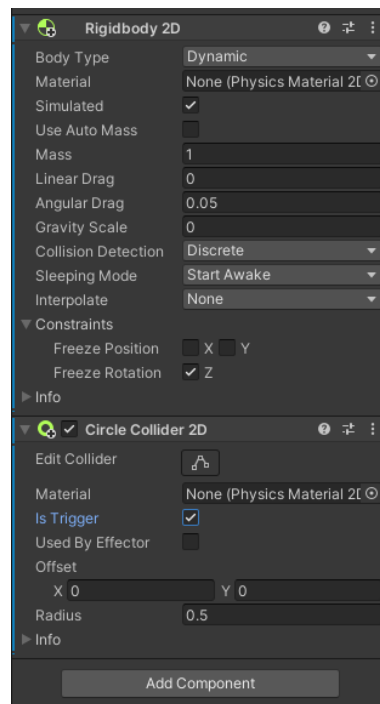 Rigidbody 2D
Body Type Dynamic
Material None (Physics Material 2D
Simulated
Use Auto Mass
Mass 1
Linear Drag 0
Angular Drag 0.05
Gravity Scale 0
Collision Detection Discrete
Sleeping Mode Start Awake
Interpolate None
Constraints
Freeze Position X Y
Freeze Rotation Z
Info
Circle Collider 2D
Edit Collider
Material None (Physics Material 2D
Is Trigger
Used By Effector
Offset
X 0 Y 0
Radius 0.5
Info
Add Component